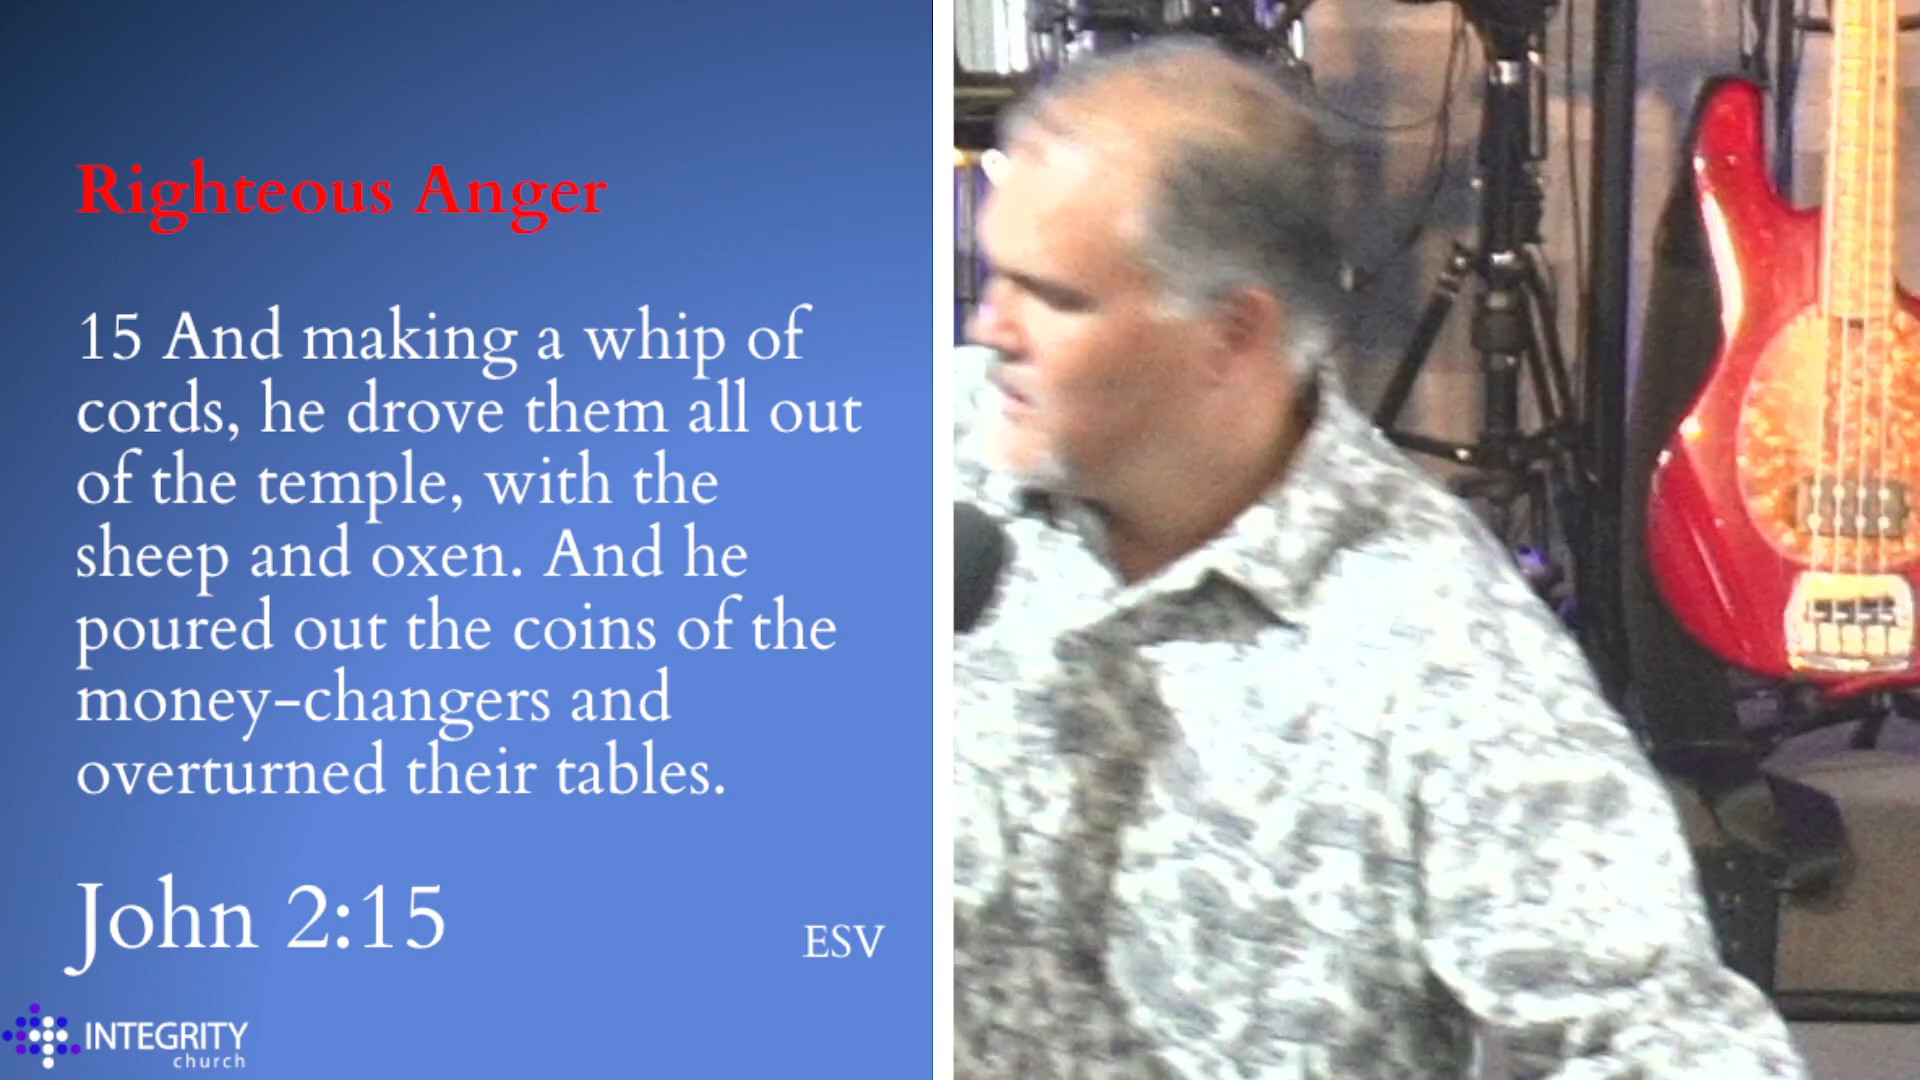 Righteous Anger
15 And making a whip of
cords, he drove them all out
of the temple, with the
sheep and oxen. And he
poured out the coins of the
money-changers and
overturned their tables.
John 2:15
ESV
INTEGRITY
church